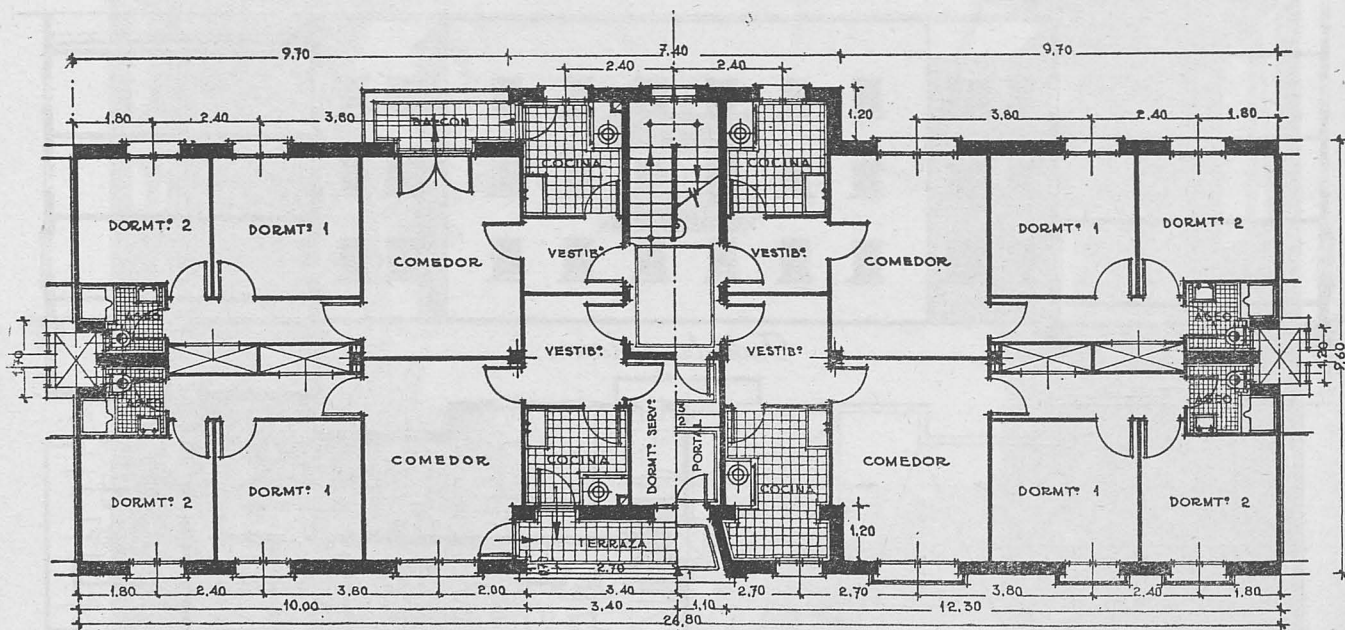 9,70
7,40
9,70
2,40
2,40
1,80
2,40
3,80
BALCON
1,20
3,80
2,40
1,80
COCINA
COCINA
DORMTº 2
DORMTº 1
COMEDOR
VESTIBº
VESTIBº
COMEDOR
DORMTº 1
DORMTº 2
ASEO
ASEO
1,70
VESTIBº
VESTIBº
1,20
9,60
ASEO
ASEO
3
2
DORMTº SERVº
PORTAL
COMEDOR
COCINA
COCINA
COMEDOR
DORMTº 2
DORMTº 1
DORMTº 1
DORMTº 2
TERRAZA
1,20
2,70
1
1,80
2,40
3,80
2,00
3,40
2,70
2,70
3,80
2,40
1,80
10,00
3,40
1,10
12,30
26,80